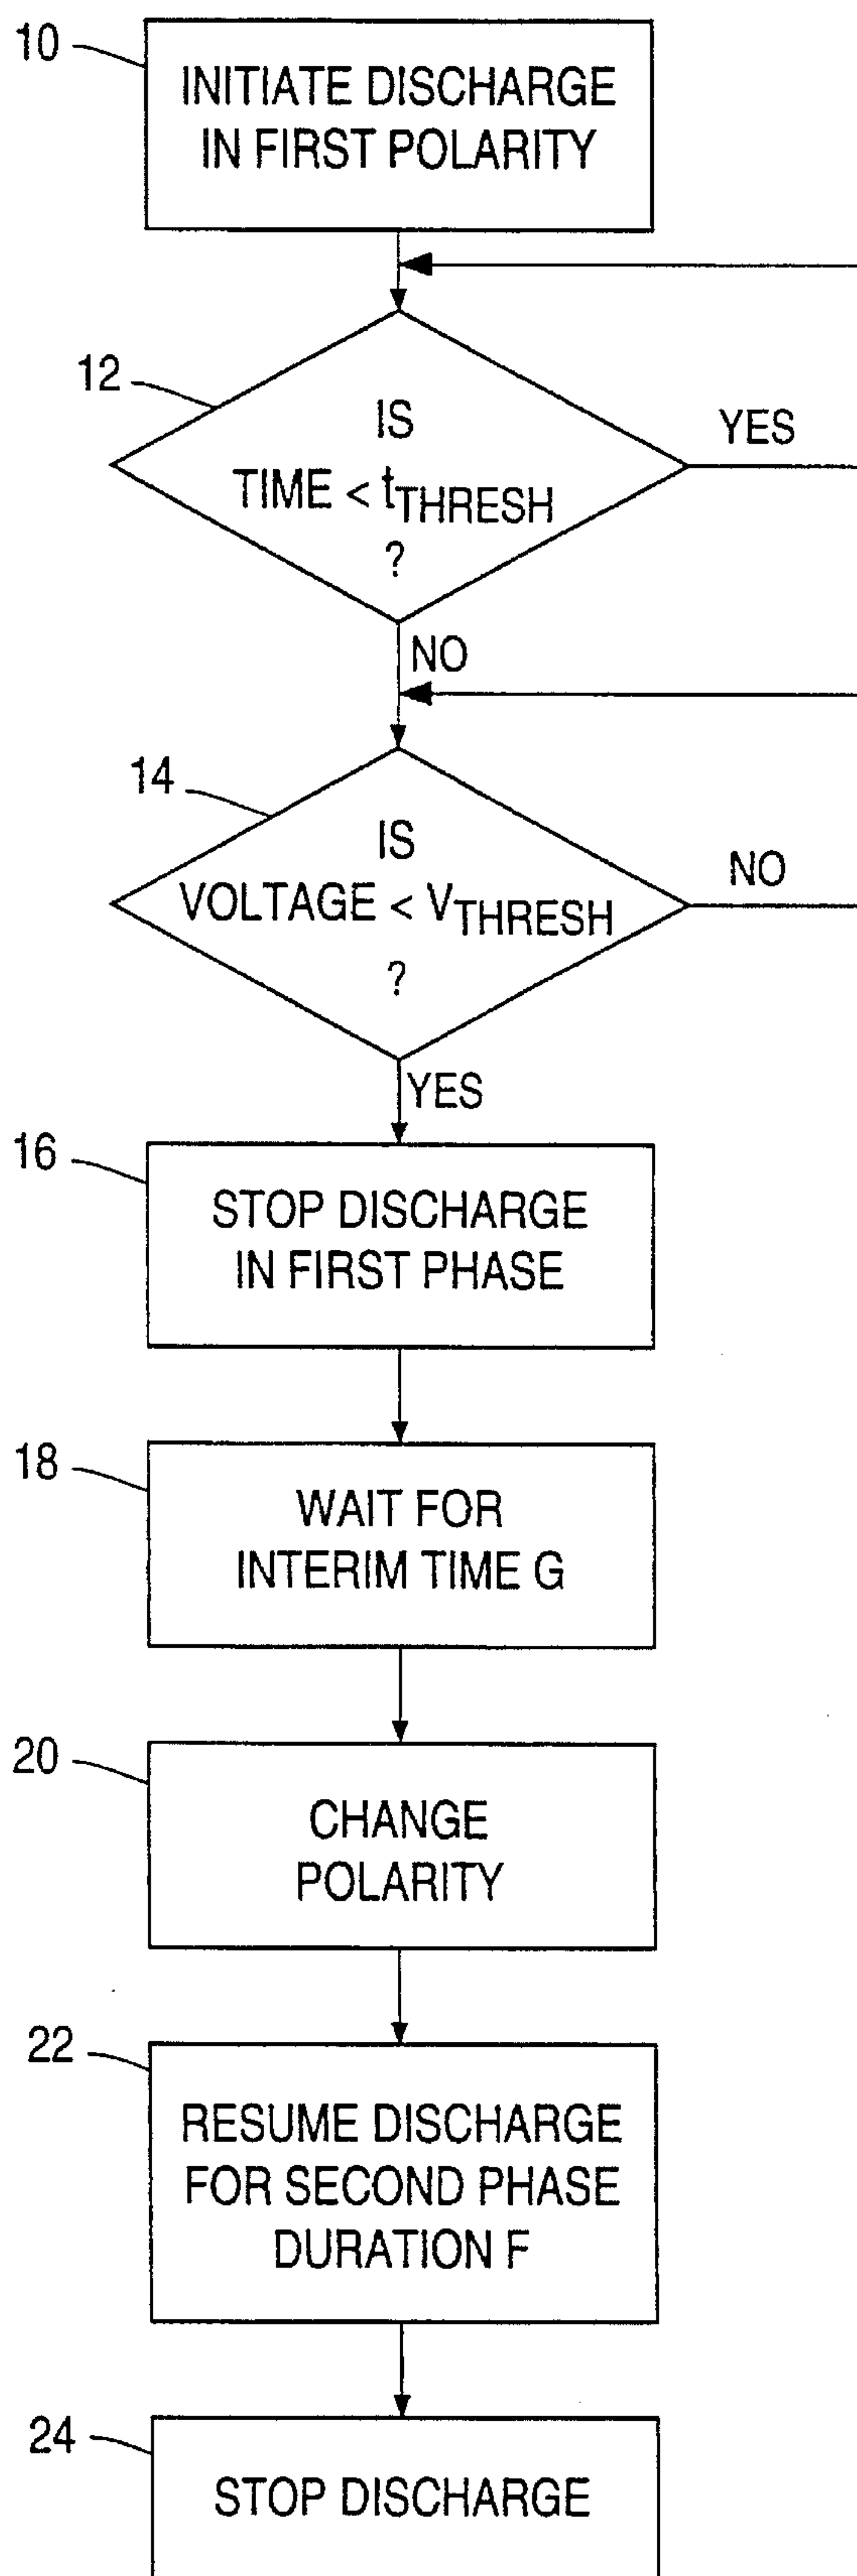 10
INITIATE DISCHARGE
IN FIRST POLARITY
12
IS
TIME < tTHRESH
?
YES
NO
14
IS
VOLTAGE < VTHRESH
?
NO
YES
16
STOP DISCHARGE
IN FIRST PHASE
18
WAIT FOR
INTERIM TIME G
20
CHANGE
POLARITY
22
RESUME DISCHARGE
FOR SECOND PHASE
DURATION F
24
STOP DISCHARGE